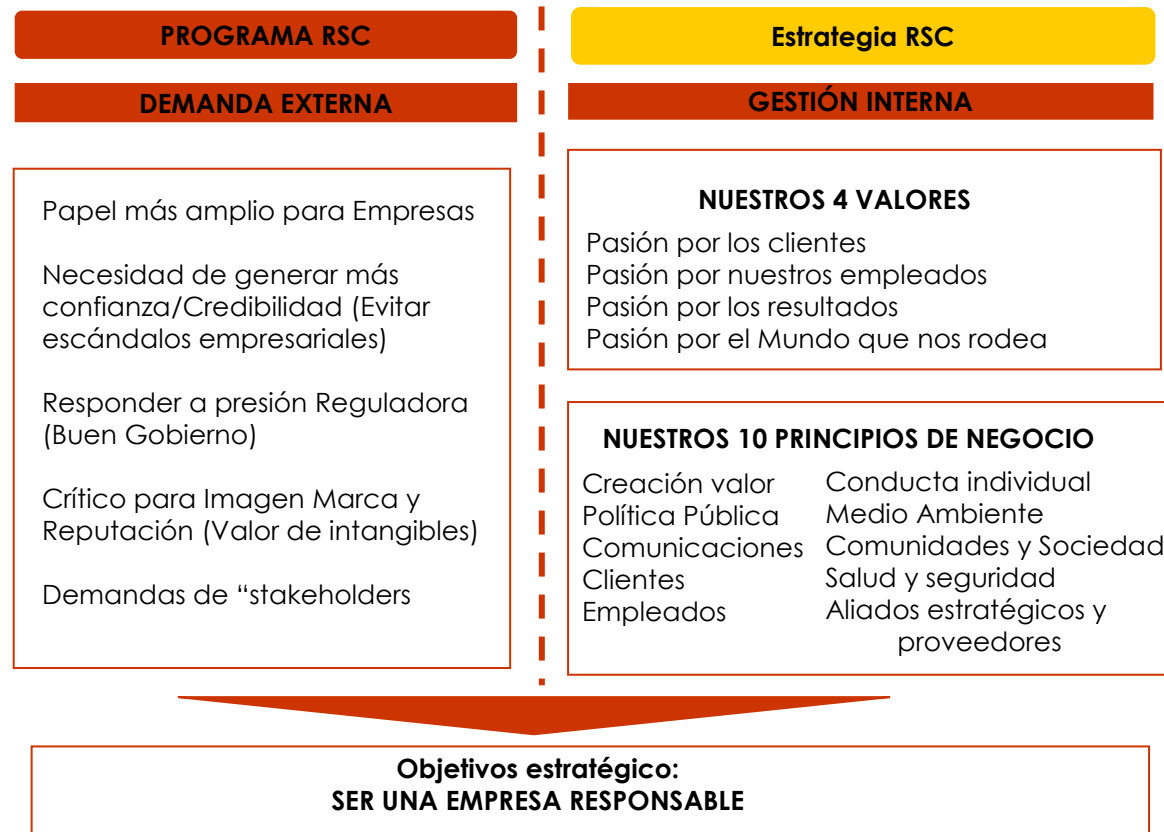 PROGRAMA RSC
DEMANDA EXTERNA
Papel más amplio para Empresas
Necesidad de generar más
confianza/Credibilidad (Evitar
escándalos empresariales)
Responder a presión Reguladora
(Buen Gobierno)
Crítico para Imagen Marca y
Reputación (Valor de intangibles)
Demandas de “stakeholders
Estrategia RSC
GESTIÓN INTERNA
NUESTROS 4 VALORES
Pasión por los clientes
Pasión por nuestros empleados
Pasión por los resultados
Pasión por el Mundo que nos rodea
NUESTROS 10 PRINCIPIOS DE NEGOCIO
Creación valor
Política Pública
Comunicaciones
Clientes
Empleados
Conducta individual
Medio Ambiente
Comunidades y Sociedad
Salud y seguridad
Aliados estratégicos y
proveedores
Objetivos estratégico:
SER UNA EMPRESA RESPONSABLE